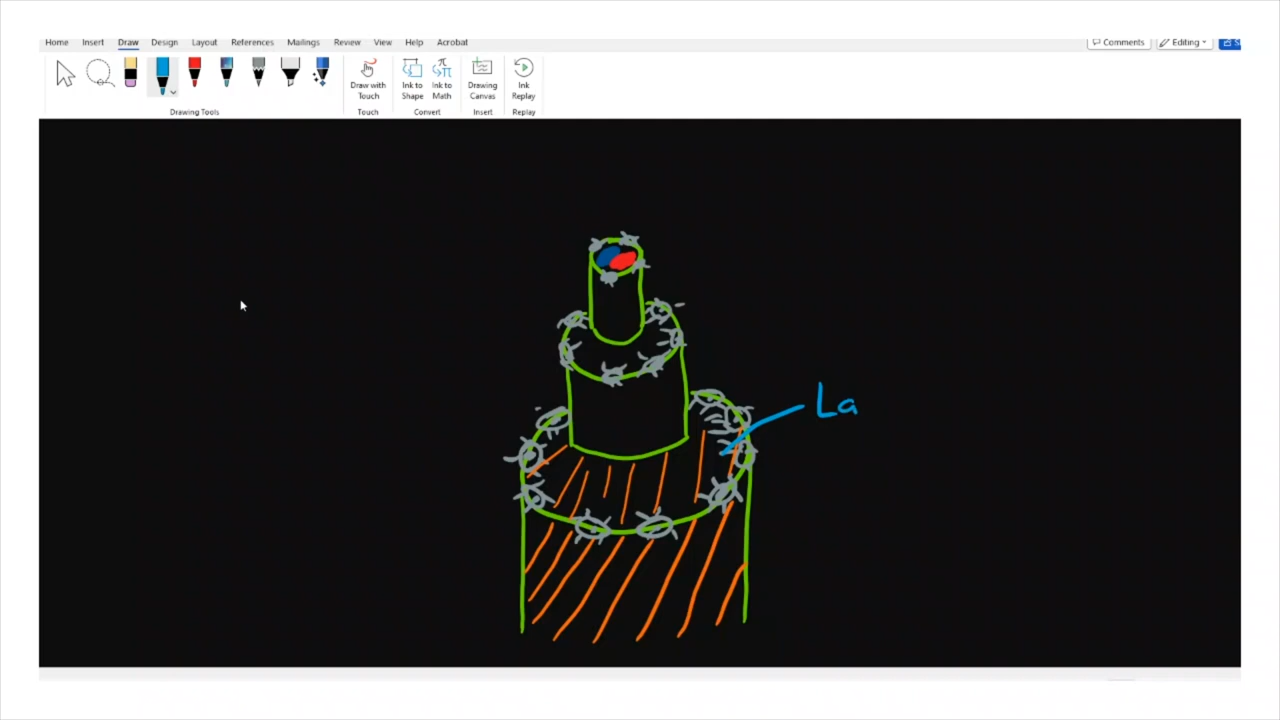 Home Insert Draw Design Layout References Mailings Review View Help Acrobat Comments Editing
Draw with Touch
Ink to Shape
Ink to Math
Drawing Canvas
Ink Replay
Drawing Tools Touch Convert Insert Replay
La